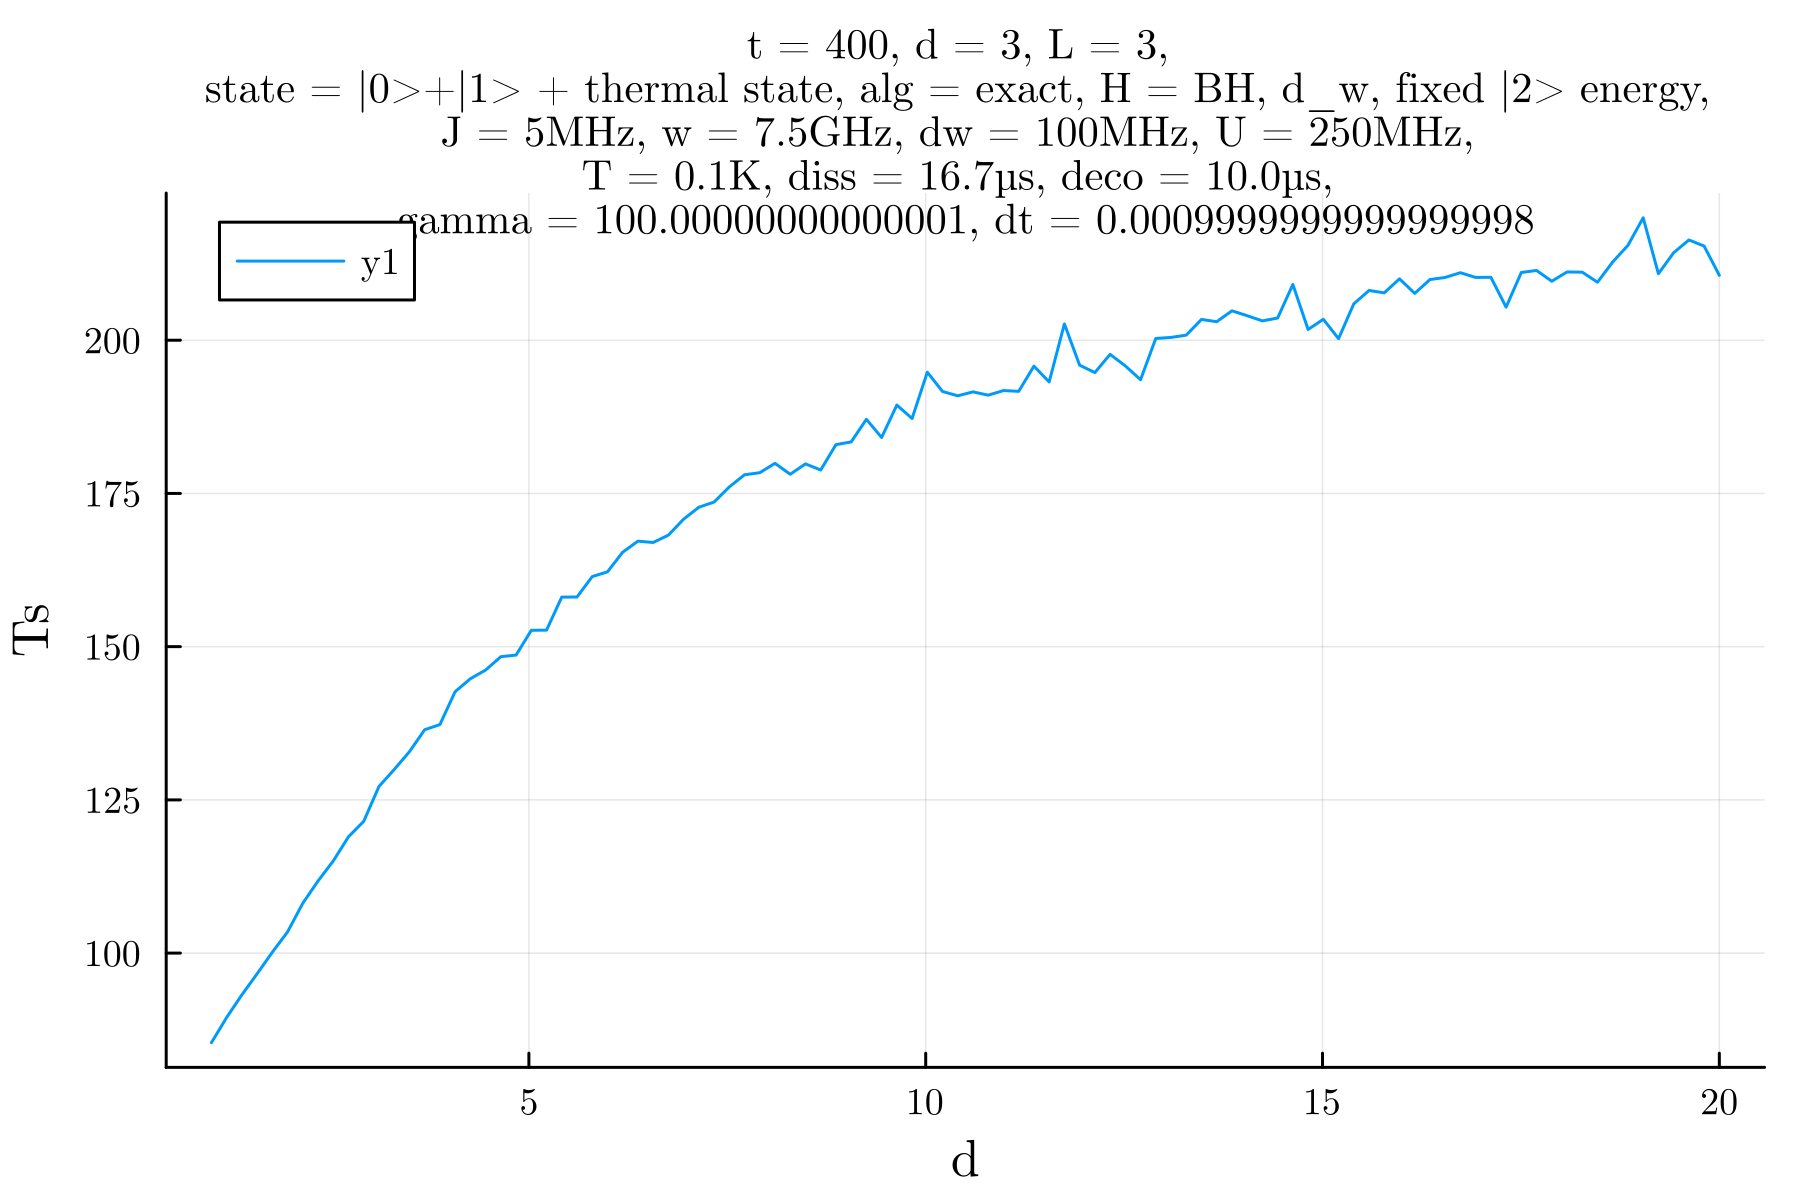 t = 400, d = 3, L = 3,
state = |0>+|1> + thermal state, alg = exact, H = BH, d_w, fixed |2> energy,
J = 5MHz, w = 7.5GHz, dw = 100MHz, U = 250MHz,
T = 0.1K, diss = 16.7µs, deco = 10.0µs,
gamma = 100.00000000000001, dt = 0.0009999999999999998
y1
200
175
150
125
100
Ts
5 10 15 20
d